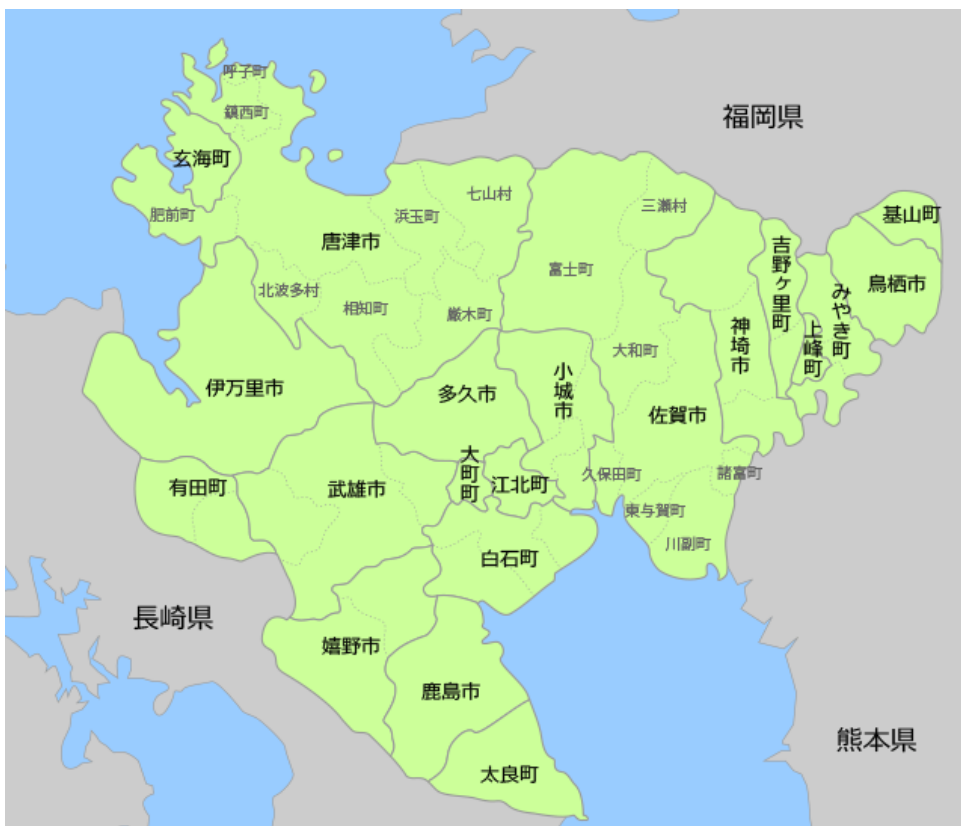 呼子町
鎮西町
福岡県
玄海町
七山村
三瀬村
肥前町
浜玉町
基山町
唐津市
吉野ヶ里町
富士町
鳥栖市
北波多村
相知町
厳木町
みやき町
神埼市
上峰町
大和町
伊万里市
多久市
小城市
佐賀市
大町町
有田町
武雄市
江北町
久保田町
諸富町
東与賀町
川副町
白石町
長崎県
嬉野市
鹿島市
熊本県
太良町